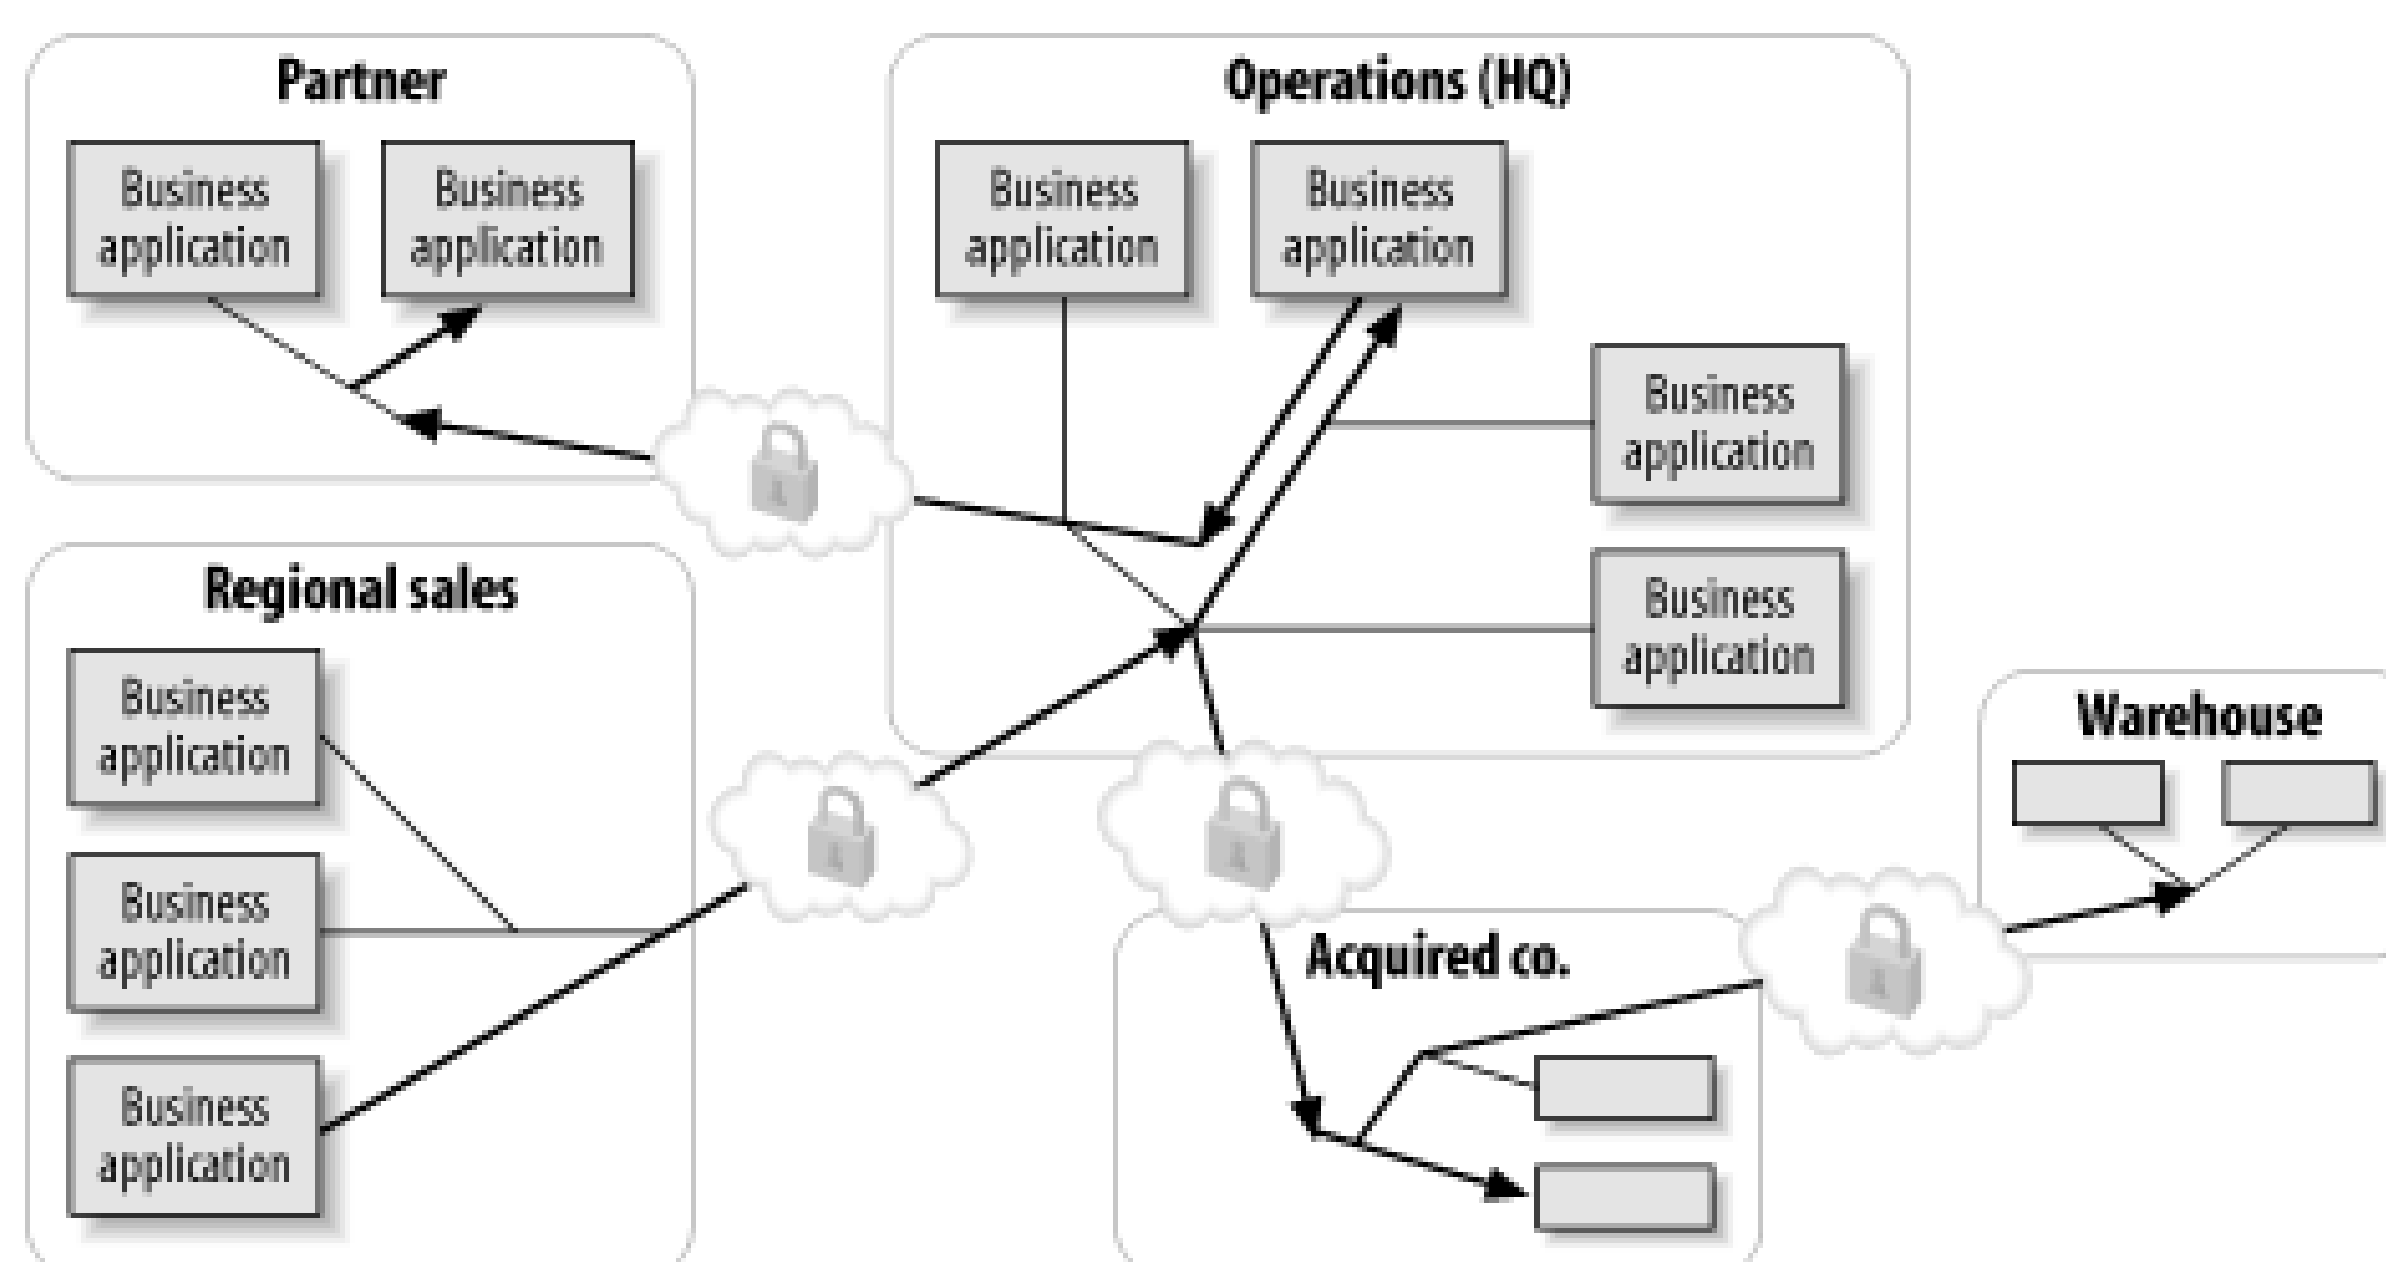 Partner
Business
application
Business
application
Operations (HQ)
Business
application
Business
application
Business
application
Business
application
Regional sales
Business
application
Business
application
Business
application
Warehouse
Acquired co.